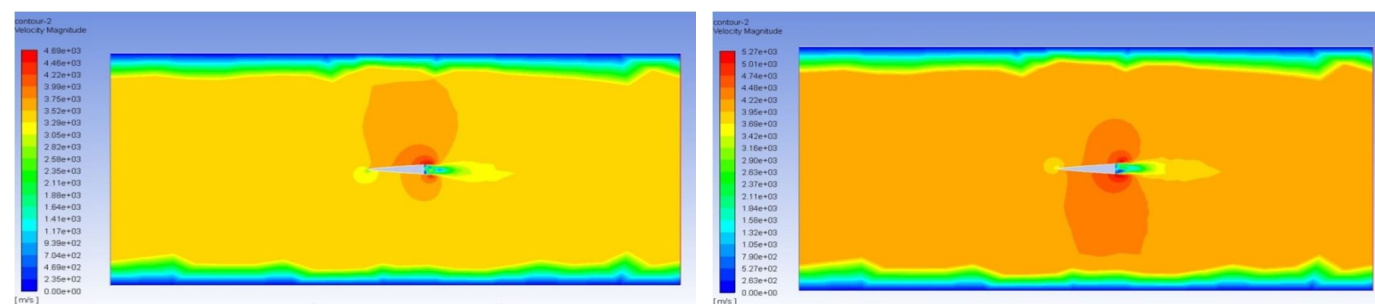 contour-2
Velocity Magnitude
4.69e+03
4.46e+03
4.22e+03
3.99e+03
3.75e+03
3.52e+03
3.28e+03
3.05e+03
2.82e+03
2.58e+03
2.35e+03
2.11e+03
1.88e+03
1.64e+03
1.41e+03
1.17e+03
9.39e+02
7.04e+02
4.69e+02
2.35e+02
0.00e+00
[ m/s ]
contour-2
Velocity Magnitude
5.27e+03
5.01e+03
4.74e+03
4.48e+03
4.22e+03
3.95e+03
3.69e+03
3.42e+03
3.16e+03
2.90e+03
2.63e+03
2.37e+03
2.11e+03
1.84e+03
1.58e+03
1.32e+03
1.05e+03
7.90e+02
5.27e+02
2.63e+02
0.00e+00
[ m/s ]